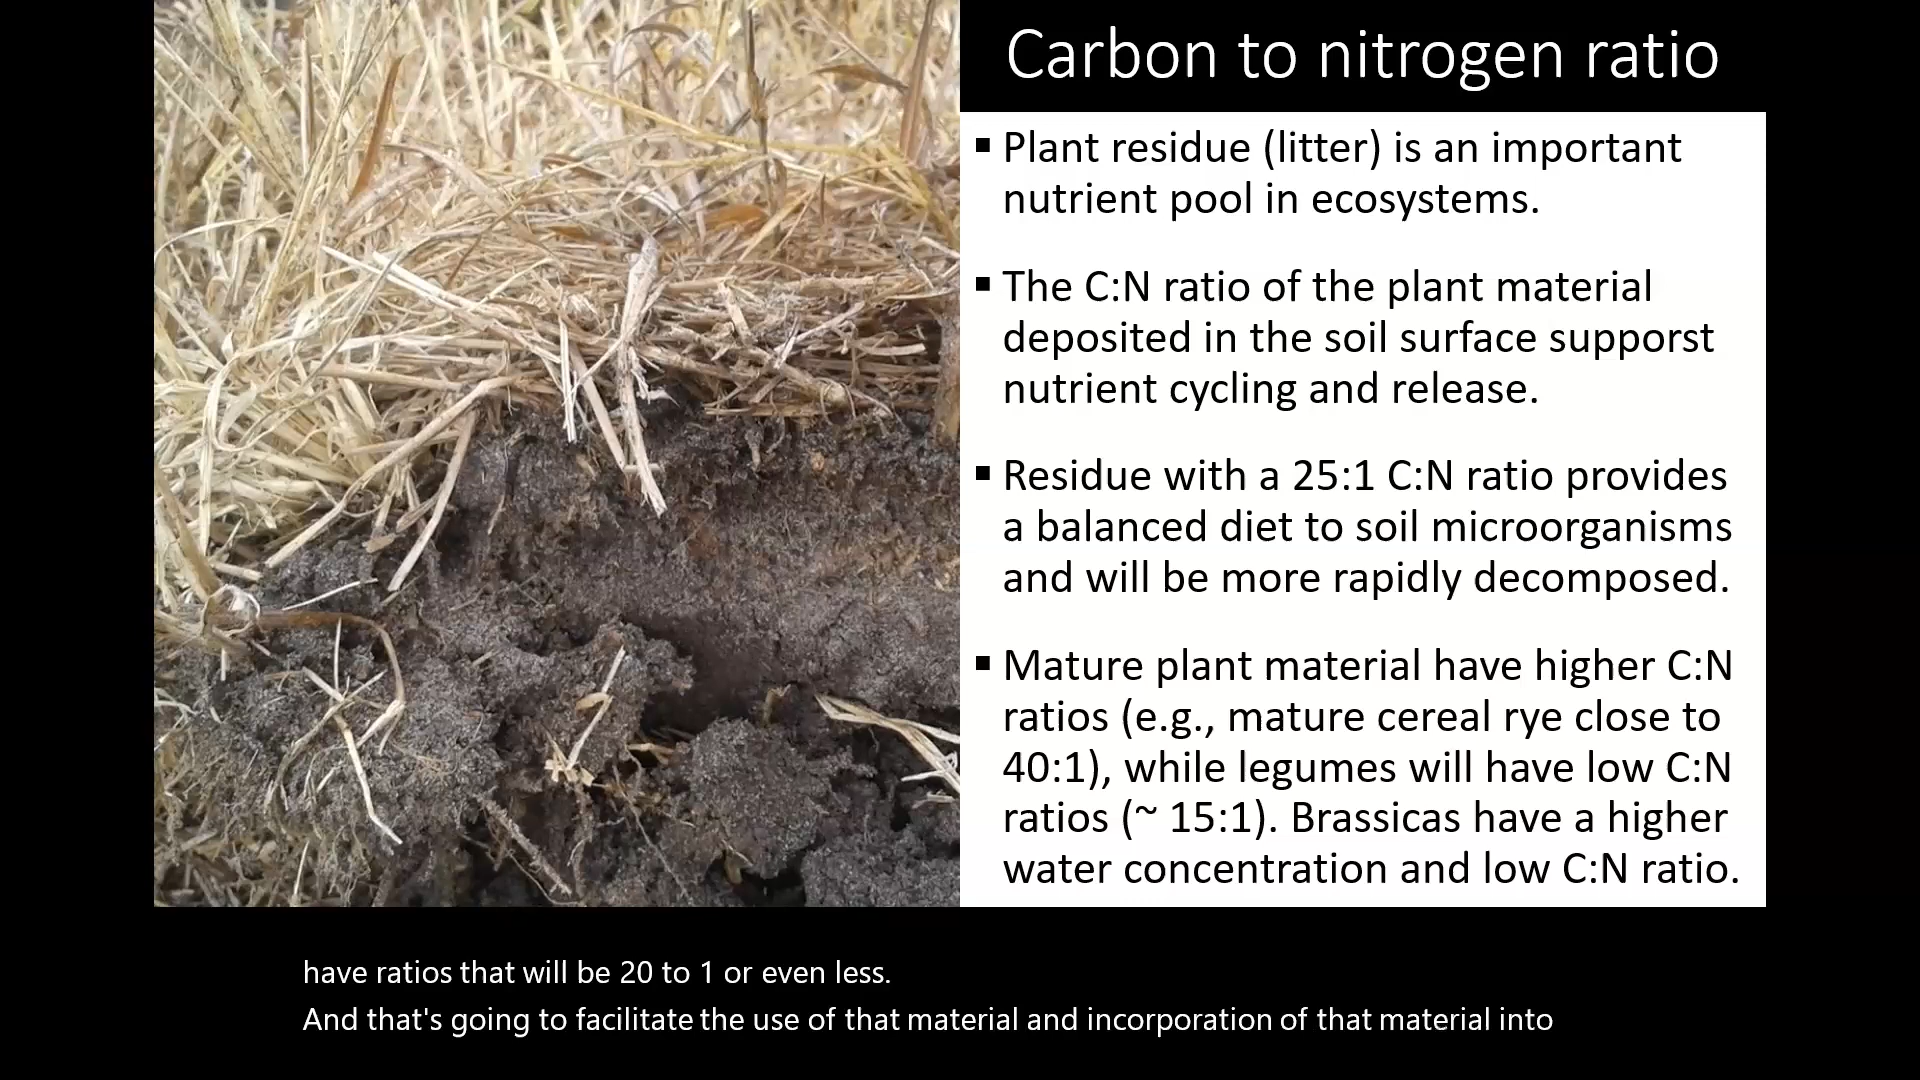 Carbon to nitrogen ratio
▪ Plant residue (litter) is an important
nutrient pool in ecosystems.
▪ The C:N ratio of the plant material
deposited in the soil surface supporst
nutrient cycling and release.
▪ Residue with a 25:1 C:N ratio provides
a balanced diet to soil microorganisms
and will be more rapidly decomposed.
▪ Mature plant material have higher C:N
ratios (e.g., mature cereal rye close to
40:1), while legumes will have low C:N
ratios (~ 15:1). Brassicas have a higher
water concentration and low C:N ratio.
have ratios that will be 20 to 1 or even less.
And that's going to facilitate the use of that material and incorporation of that material into